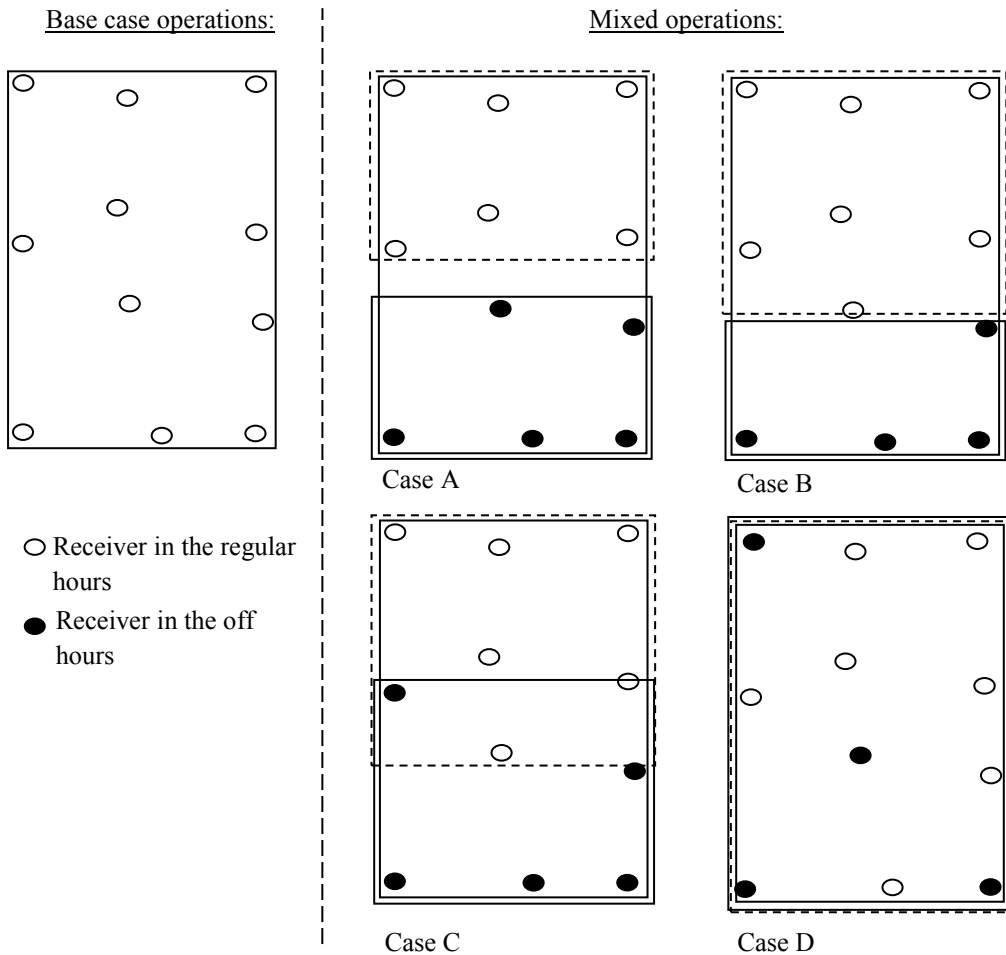 Base case operations:
Mixed operations:
Case A
Case B
Receiver in the regular
hours
Receiver in the off
hours
Case C
Case D